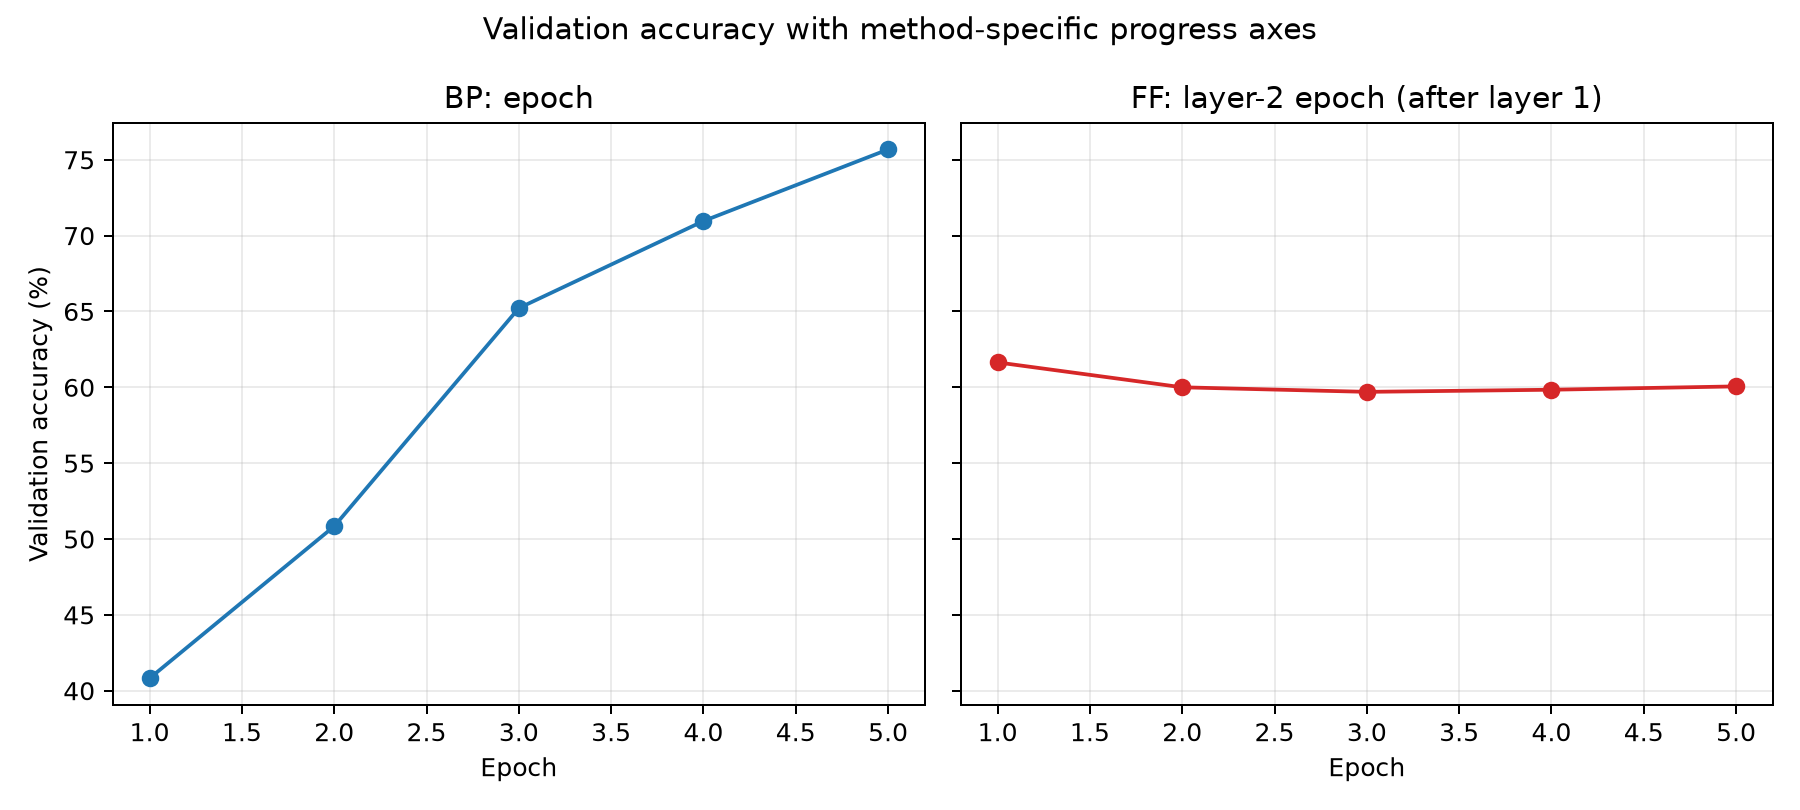 Validation accuracy with method-specific progress axes
BP: epoch
Validation accuracy (%)
75
70
65
60
55
50
45
40
1.0 1.5 2.0 2.5 3.0 3.5 4.0 4.5 5.0
Epoch
FF: layer-2 epoch (after layer 1)
1.0 1.5 2.0 2.5 3.0 3.5 4.0 4.5 5.0
Epoch